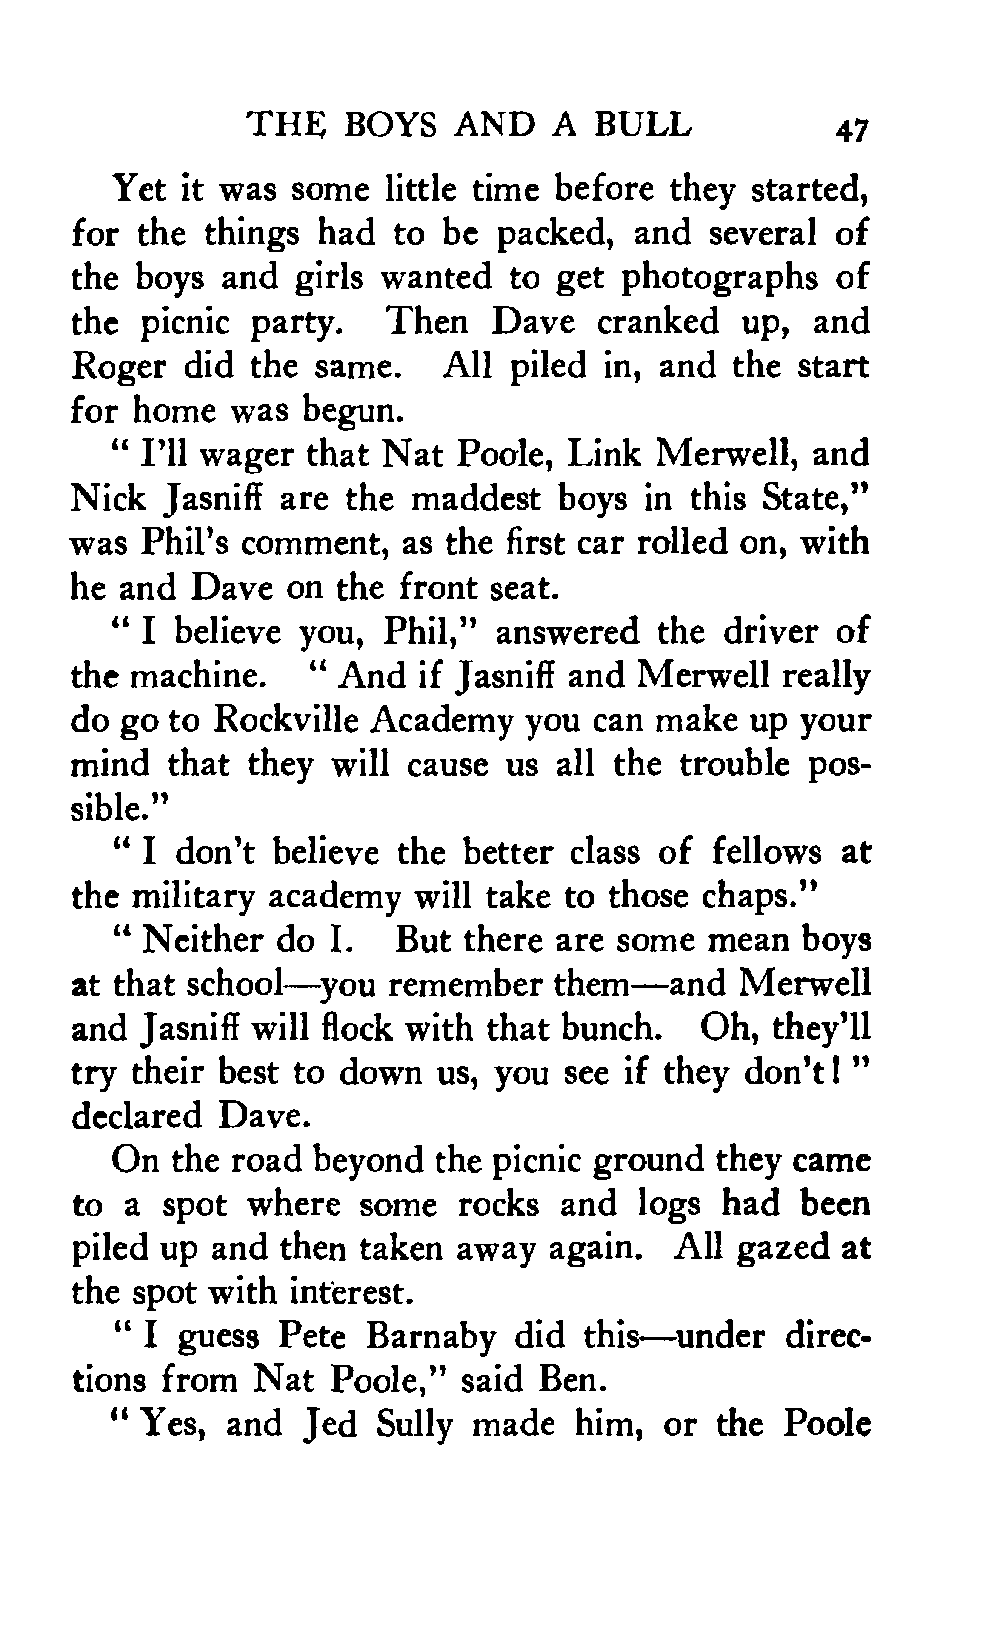 THE BOYS AND A BULL 47
Yet it was some little time before they started,
for the things had to be packed, and several of
the boys and girls wanted to get photographs of
the picnic party. Then Dave cranked up, and
Roger did the same. All piled in, and the start
for home was begun.
“ I’ll wager that Nat Poole, Link Merwell, and
Nick Jasniff are the maddest boys in this State,”
was Phil’s comment, as the first car rolled on, with
he and Dave on the front seat.
“ I believe you, Phil,” answered the driver of
the machine. “ And if Jasniff and Merwell really
do go to Rockville Academy you can make up your
mind that they will cause us all the trouble pos-
sible.”
“ I don’t believe the better class of fellows at
the military academy will take to those chaps.”
“ Neither do I. But there are some mean boys
at that school—you remember them—and Merwell
and Jasniff will flock with that bunch. Oh, they’ll
try their best to down us, you see if they don’t! ”
declared Dave.
On the road beyond the picnic ground they came
to a spot where some rocks and logs had been
piled up and then taken away again. All gazed at
the spot with interest.
“ I guess Pete Barnaby did this—under direc-
tions from Nat Poole,” said Ben.
“ Yes, and Jed Sully made him, or the Poole